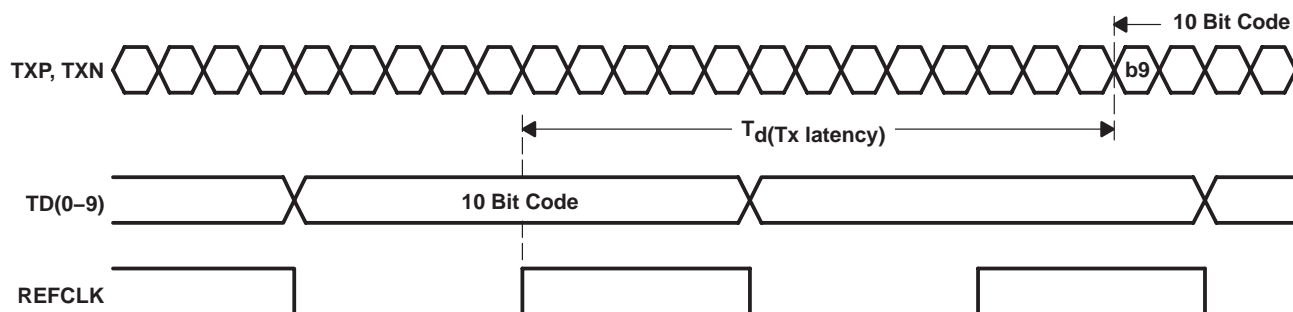 10 Bit Code
TXP, TXN
b9
Td(Tx latency)
TD(0–9)
10 Bit Code
REFCLK